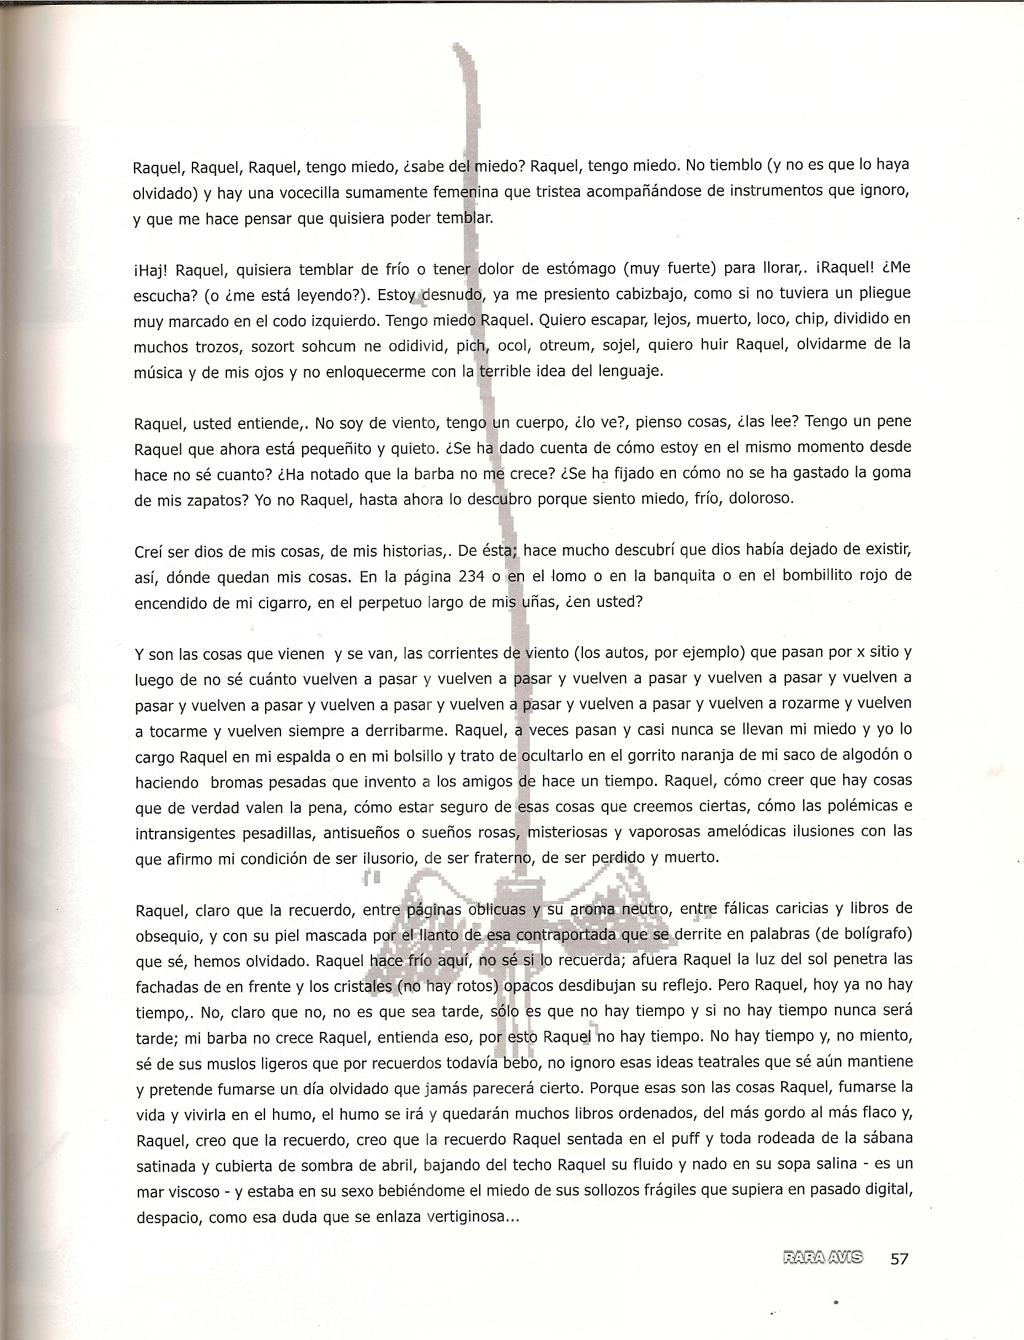 Raquel, Raquel, Raquel, tengo miedo, ¿sabe del miedo? Raquel, tengo miedo. No tiemblo (y no es que lo haya
olvidado) y hay una vocecilla sumamente femenina que tristea acompañándose de instrumentos que ignoro,
y que me hace pensar que quisiera poder temblar.
¡Haj! Raquel, quisiera temblar de frío o tener dolor de estómago (muy fuerte) para llorar,. ¡Raquel! ¿Me
escucha? (o ¿me está leyendo?). Estoy desnudo, ya me presiento cabizbajo, como si no tuviera un pliegue
muy marcado en el codo izquierdo. Tengo miedo Raquel. Quiero escapar, lejos, muerto, loco, chip, dividido en
muchos trozos, sozort sohcum ne odidivid, pich, ocol, otreum, sojel, quiero huir Raquel, olvidarme de la
música y de mis ojos y no enloquecerme con la terrible idea del lenguaje.
Raquel, usted entiende,. No soy de viento, tengo un cuerpo, ¿lo ve?, pienso cosas, ¿las lee? Tengo un pene
Raquel que ahora está pequeñito y quieto. ¿Se ha dado cuenta de cómo estoy en el mismo momento desde
hace no sé cuanto? ¿Ha notado que la barba no me crece? ¿Se ha fijado en cómo no se ha gastado la goma
de mis zapatos? Yo no Raquel, hasta ahora lo descubro porque siento miedo, frío, doloroso.
Creí ser dios de mis cosas, de mis historias,. De ésta; hace mucho descubrí que dios había dejado de existir,
así, dónde quedan mis cosas. En la página 234 o en el lomo o en la banquita o en el bombillito rojo de
encendido de mi cigarro, en el perpetuo largo de mis uñas, ¿en usted?
Y son las cosas que vienen y se van, las corrientes de viento (los autos, por ejemplo) que pasan por x sitio y
luego de no sé cuánto vuelven a pasar y vuelven a pasar y vuelven a pasar y vuelven a pasar y vuelven a
pasar y vuelven a pasar y vuelven a pasar y vuelven a pasar y vuelven a pasar y vuelven a rozarme y vuelven
a tocarme y vuelven siempre a derribarme. Raquel, a veces pasan y casi nunca se llevan mi miedo y yo lo
cargo Raquel en mi espalda o en mi bolsillo y trato de ocultarlo en el gorrito naranja de mi saco de algodón o
haciendo bromas pesadas que invento a los amigos de hace un tiempo. Raquel, cómo creer que hay cosas
que de verdad valen la pena, cómo estar seguro de esas cosas que creemos ciertas, cómo las polémicas e
intransigentes pesadillas, antisueños o sueños rosas, misteriosas y vaporosas amelódicas ilusiones con las
que afirmo mi condición de ser ilusorio, de ser fraterno, de ser perdido y muerto.
Raquel, claro que la recuerdo, entre páginas oblicuas y su aroma neutro, entre fálicas caricias y libros de
obsequio, y con su piel mascada por el llanto de esa contraportada que se derrite en palabras (de bolígrafo)
que sé, hemos olvidado. Raquel hace frío aquí, no sé si lo recuerda; afuera Raquel la luz del sol penetra las
fachadas de en frente y los cristales (no hay rotos) opacos desdibujan su reflejo. Pero Raquel, hoy ya no hay
tiempo,. No, claro que no, no es que sea tarde, sólo es que no hay tiempo y si no hay tiempo nunca será
tarde; mi barba no crece Raquel, entienda eso, por esto Raquel no hay tiempo. No hay tiempo y, no miento,
sé de sus muslos ligeros que por recuerdos todavía bebo, no ignoro esas ideas teatrales que sé aún mantiene
y pretende fumarse un día olvidado que jamás parecerá cierto. Porque esas son las cosas Raquel, fumarse la
vida y vivirla en el humo, el humo se irá y quedarán muchos libros ordenados, del más gordo al más flaco y,
Raquel, creo que la recuerdo, creo que la recuerdo Raquel sentada en el puff y toda rodeada de la sábana
satinada y cubierta de sombra de abril, bajando del techo Raquel su fluido y nado en su sopa salina - es un
mar viscoso - y estaba en su sexo bebiéndome el miedo de sus sollozos frágiles que supiera en pasado digital,
despacio, como esa duda que se enlaza vertiginosa...
RARA AVIS 57